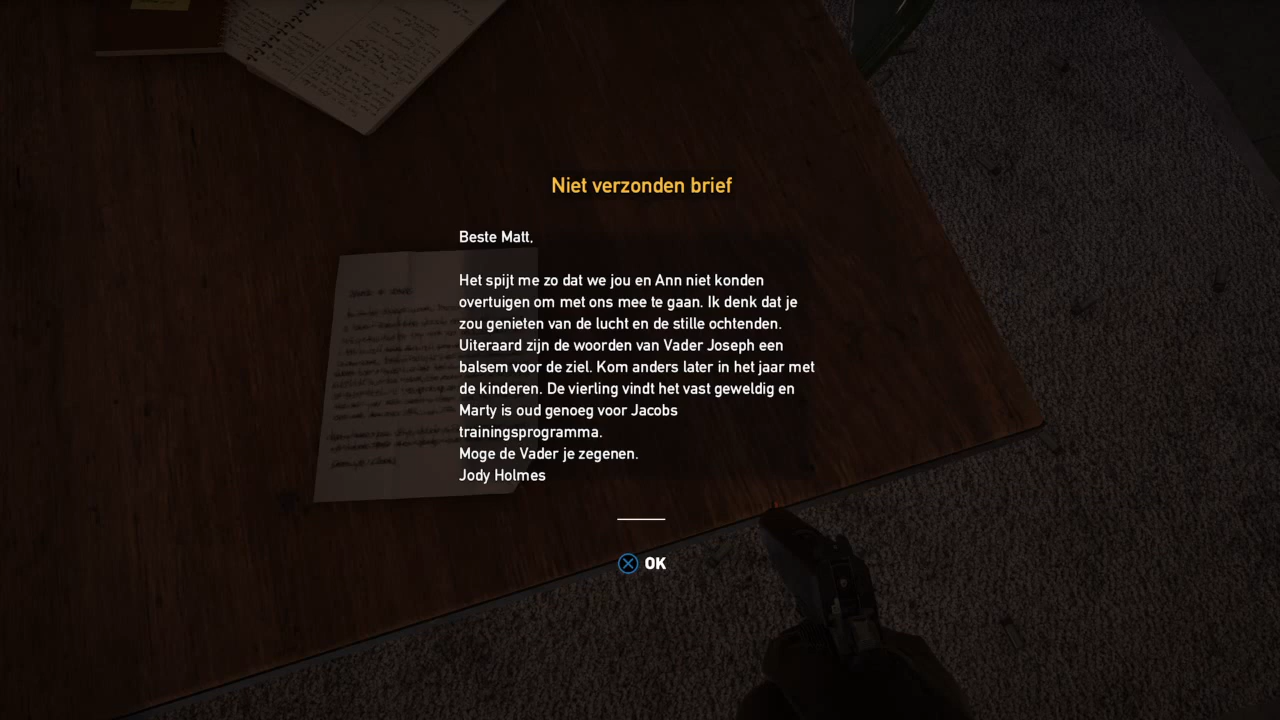 Niet verzonden brief
Beste Matt,
Het spijt me zo dat we jou en Ann niet konden
overtuigen om met ons mee te gaan. Ik denk dat je
zou genieten van de lucht en de stille ochtenden.
Uiteraard zijn de woorden van Vader Joseph een
balsem voor de ziel. Kom anders later in het jaar met
de kinderen. De vierling vindt het vast geweldig en
Marty is oud genoeg voor Jacobs
trainingsprogramma.
Moge de Vader je zegenen.
Jody Holmes
OK